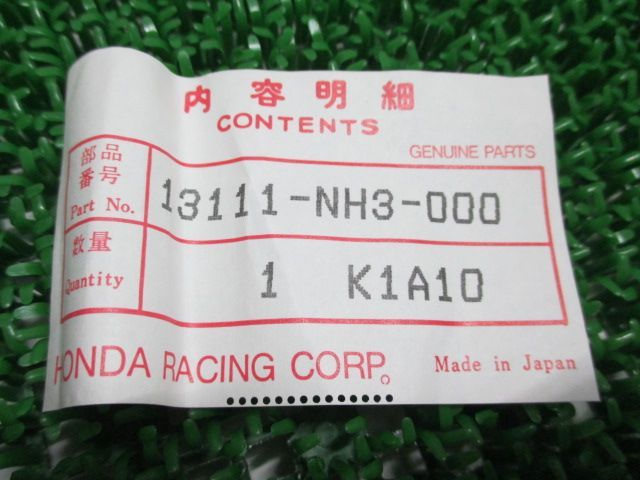 内容明細
CONTENTS
GENUINE PARTS
部品
番号
Part No.
13111-NH3-000
数量
Quantity
1 K1A10
HONDA RACING CORP.
Made in Japan